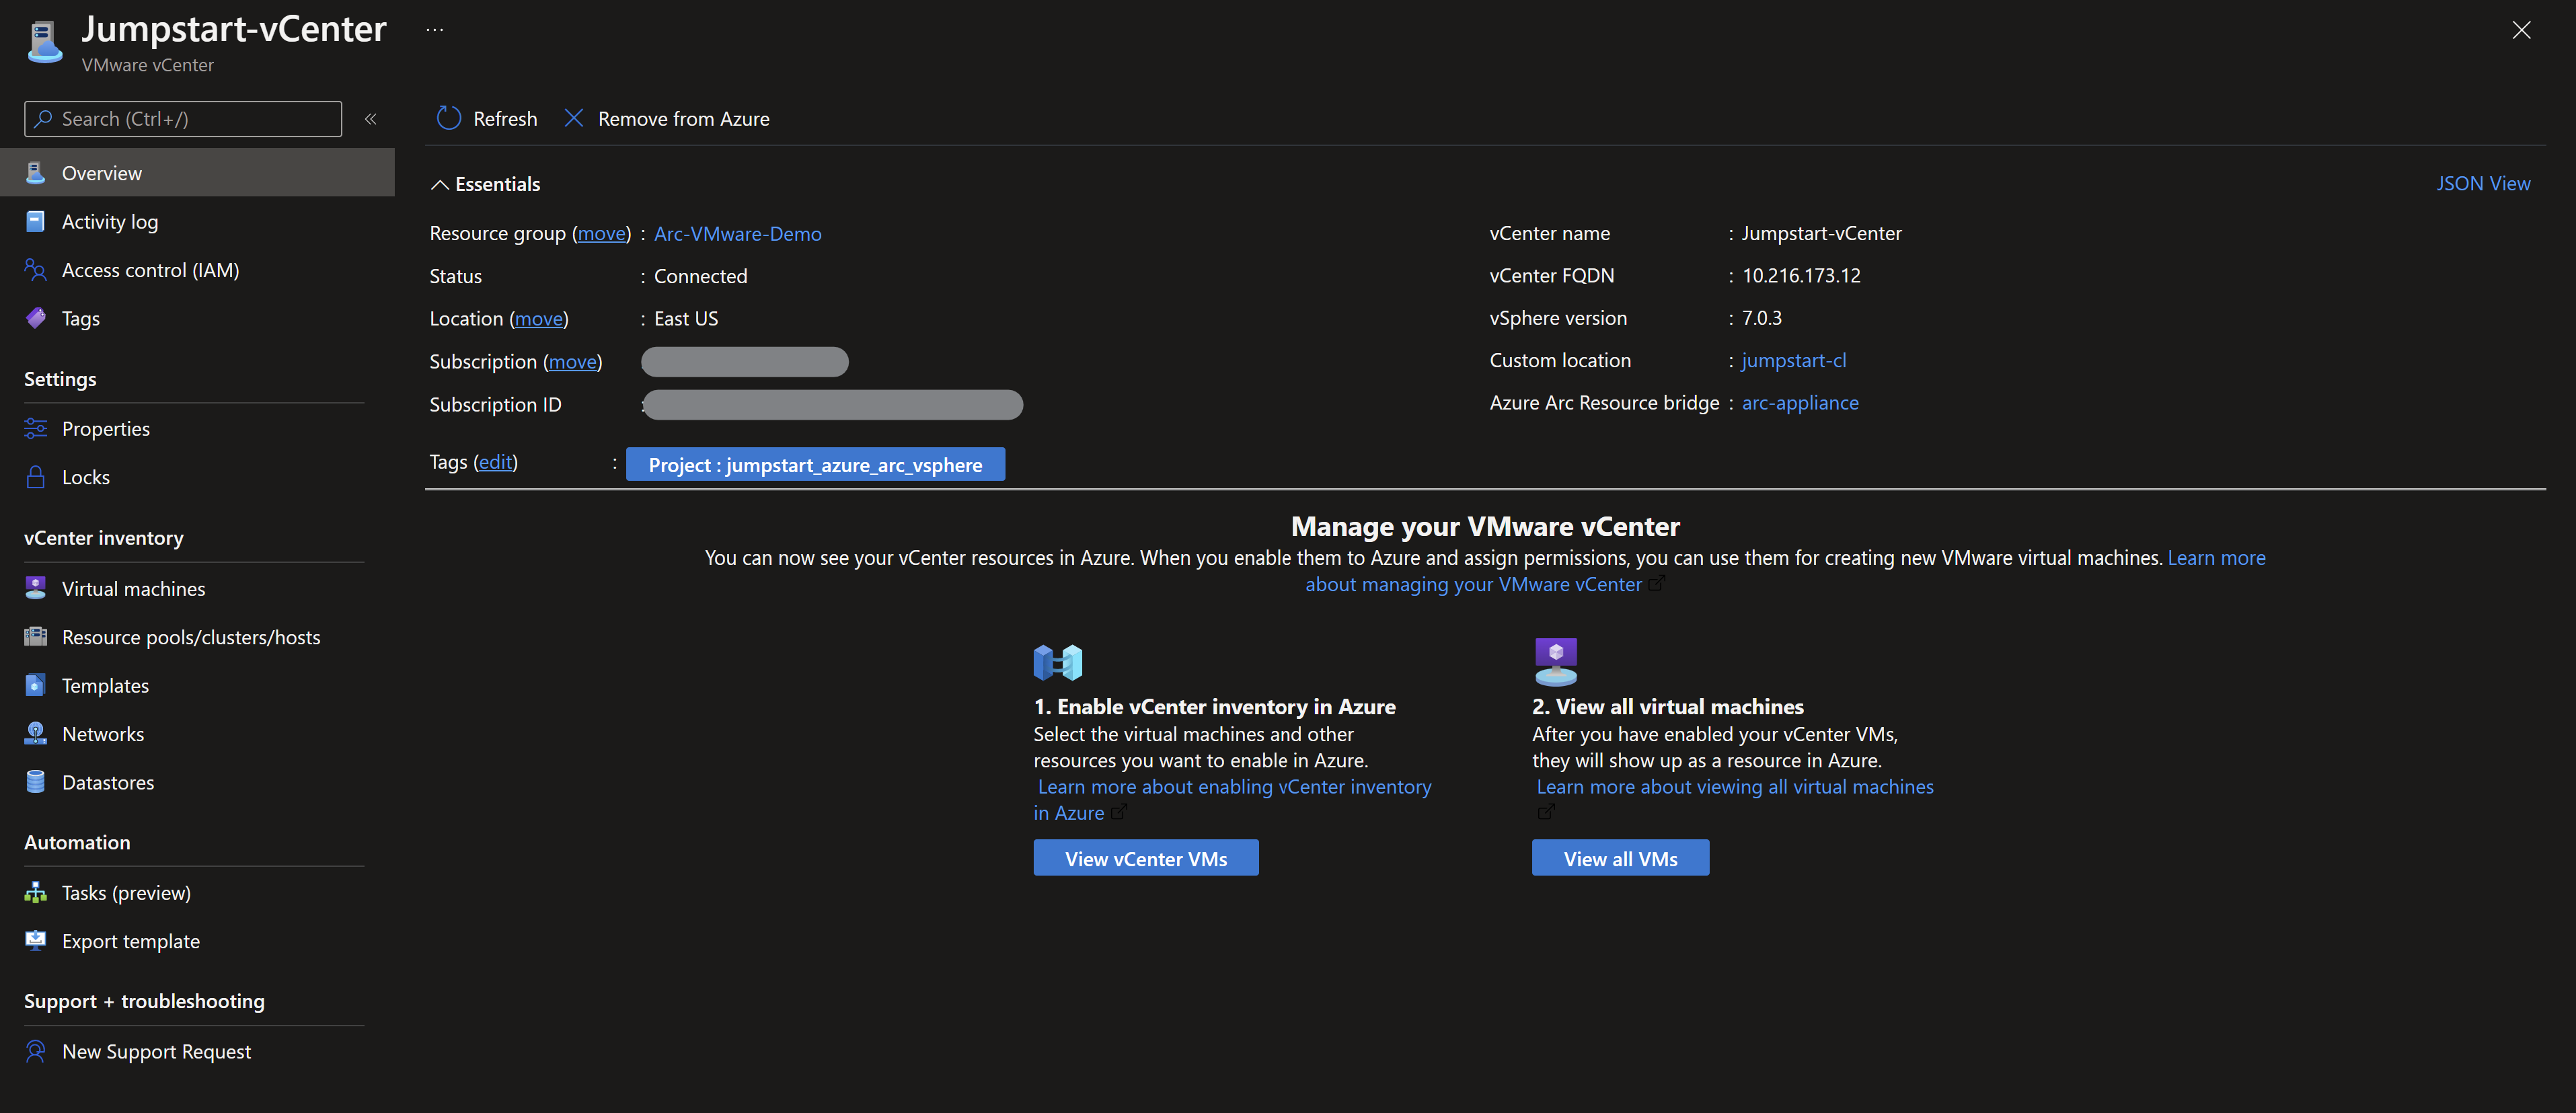 Jumpstart-vCenter ...
VMware vCenter
Search (Ctrl+/) «
Overview
Activity log
Access control (IAM)
Tags
Settings
Properties
Locks
vCenter inventory
Virtual machines
Resource pools/clusters/hosts
Templates
Networks
Datastores
Automation
Tasks (preview)
Export template
Support + troubleshooting
New Support Request
Refresh Remove from Azure
Essentials JSON View
Resource group (move) : Arc-VMware-Demo
Status : Connected
Location (move) : East US
Subscription (move)
Subscription ID :
Tags (edit) : Project : jumpstart_azure_arc_vsphere
vCenter name : Jumpstart-vCenter
vCenter FQDN : 10.216.173.12
vSphere version : 7.0.3
Custom location : jumpstart-cl
Azure Arc Resource bridge : arc-appliance
Manage your VMware vCenter
You can now see your vCenter resources in Azure. When you enable them to Azure and assign permissions, you can use them for creating new VMware virtual machines. Learn more
about managing your VMware vCenter
1. Enable vCenter inventory in Azure
Select the virtual machines and other
resources you want to enable in Azure.
Learn more about enabling vCenter inventory
in Azure
View vCenter VMs
2. View all virtual machines
After you have enabled your vCenter VMs,
they will show up as a resource in Azure.
Learn more about viewing all virtual machines
View all VMs